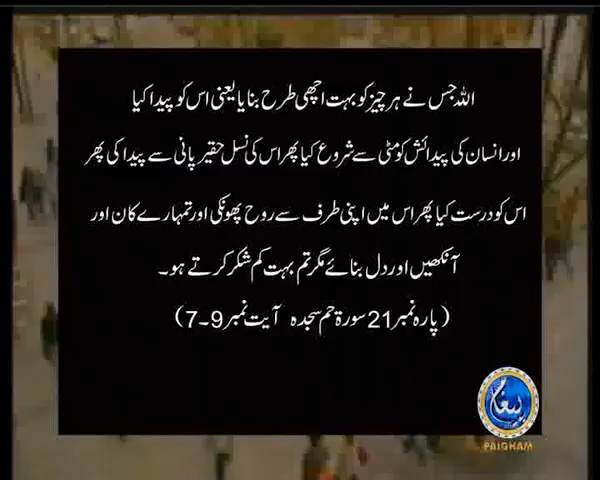 اللہ جس نے ہر چیز کو بہت اچھی طرح بنایا یعنی اس کو پیدا کیا
اور انسان کی پیدائش کو مٹی سے شروع کیا پھر اس کی نسل حقیر پانی سے پیدا کی پھر
اس کو درست کیا پھر اس میں اپنی طرف سے روح پھونکی اور تمہارے کان اور
آنکھیں اور دل بنائے مگر تم بہت کم شکر کرتے ہو۔
(پارہ نمبر 21 سورۃ حم سجدہ آیت نمبر 9۔7)
پیغام
PAIGHAM